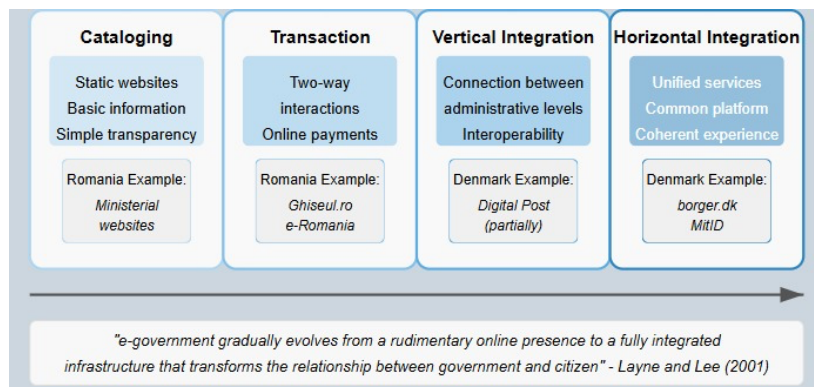 Cataloging
Static websites
Basic information
Simple transparency
Romania Example:
Ministerial
websites
Transaction
Two-way
interactions
Online payments
Romania Example:
Ghiseul.ro
e-Romania
Vertical Integration
Connection between
administrative levels
Interoperability
Denmark Example:
Digital Post
(partially)
Horizontal Integration
Unified services
Common platform
Coherent experience
Denmark Example:
borger.dk
MitID
"e-government gradually evolves from a rudimentary online presence to a fully integrated
infrastructure that transforms the relationship between government and citizen" - Layne and Lee (2001)